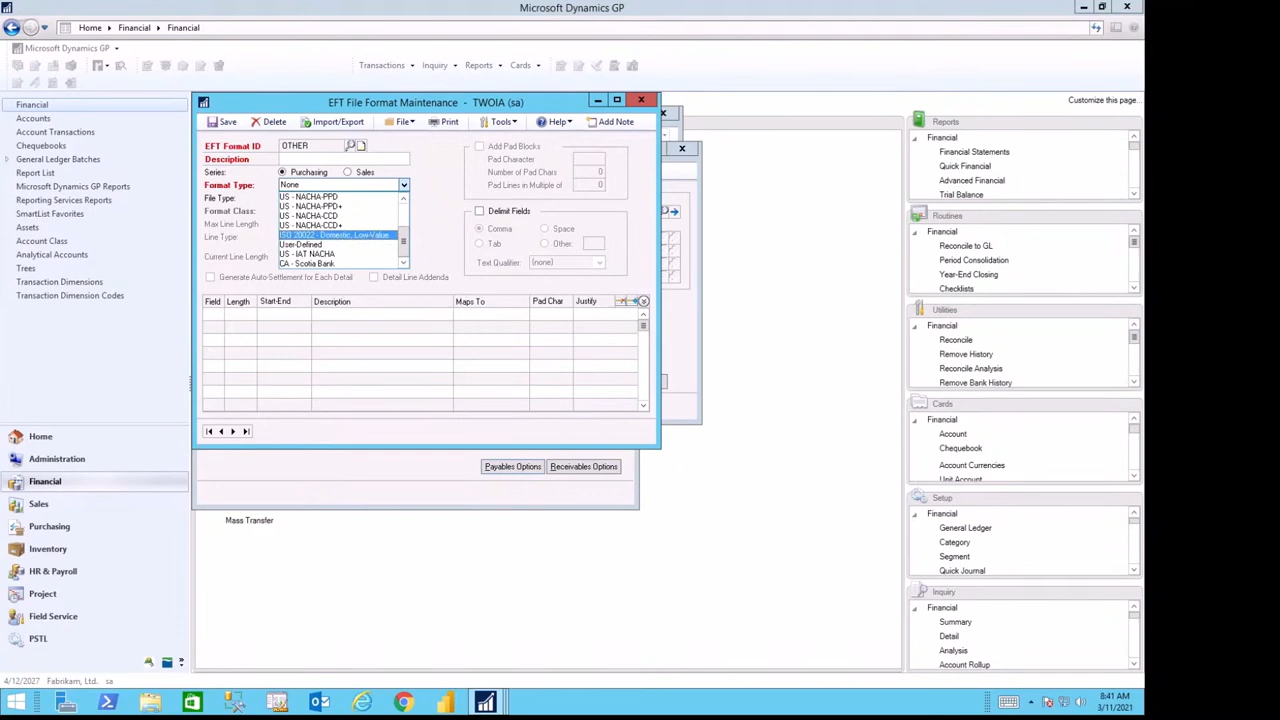 Microsoft Dynamics GP
Home Financial Financial
Microsoft Dynamics GP
Transactions Inquiry Reports Cards
Customize this page...
Financial
Accounts
Account Transactions
Chequebooks
General Ledger Batches
Report List
Microsoft Dynamics GP Reports
Reporting Services Reports
SmartList Favorites
Assets
Account Class
Analytical Accounts
Trees
Transaction Dimensions
Transaction Dimension Codes
Home
Administration
Financial
Sales
Purchasing
Inventory
HR & Payroll
Project
Field Service
PSTL
EFT File Format Maintenance - TWOIA (sa)
Save Delete Import/Export File Print Tools Help Add Note
EFT Format ID OTHER
Description
Series: Purchasing Sales
Format Type: None
File Type:
Format Class:
Max Line Length
Line Type:
Current Line Length
US - NACHA-PPD
US - NACHA-PPD+
US - NACHA-CCD
US - NACHA-CCD+
ISO 20022 - Domestic, Low-Value
User-Defined
US - IAT NACHA
CA - Scotia Bank
Add Pad Blocks
Pad Character
Number of Pad Chars 0
Pad Lines in Multiple of 0
Delimit Fields
Comma Space
Tab Other:
Text Qualifier: (none)
Generate Auto-Settlement for Each Detail Detail Line Addenda
Field Length Start-End Description Maps To Pad Char Justify
Payables Options Receivables Options
Mass Transfer
Reports
Financial
Financial Statements
Quick Financial
Advanced Financial
Trial Balance
Routines
Financial
Reconcile to GL
Period Consolidation
Year-End Closing
Checklists
Utilities
Financial
Reconcile
Remove History
Reconcile Analysis
Remove Bank History
Cards
Financial
Account
Chequebook
Account Currencies
Unit Account
Setup
Financial
General Ledger
Category
Segment
Quick Journal
Inquiry
Financial
Summary
Detail
Analysis
Account Rollup
4/12/2027 Fabrikam, Ltd. sa
8:41 AM
3/11/2021